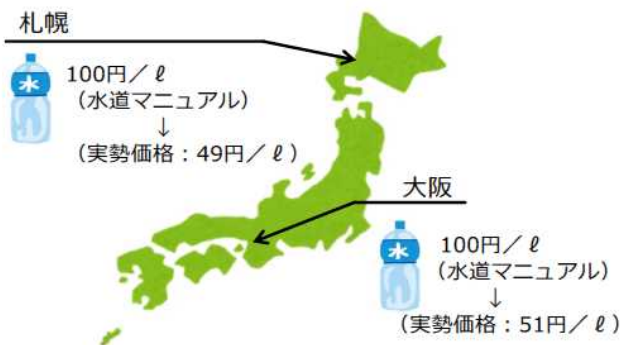 札幌
水
100円／ℓ
（水道マニュアル）
↓
（実勢価格：49円／ℓ）
大阪
水
100円／ℓ
（水道マニュアル）
↓
（実勢価格：51円／ℓ）